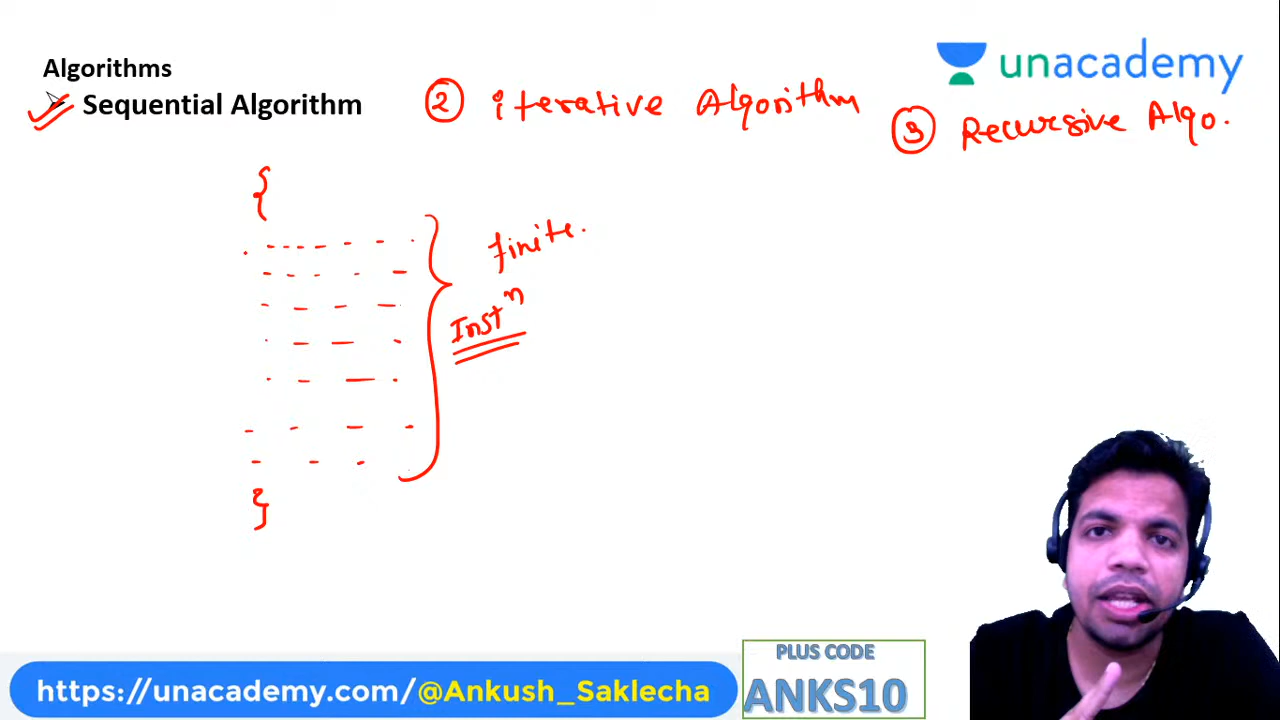 unacademy
Algorithms
➢ Sequential Algorithm
② iterative Algorithm
③ Recursive Algo.
{
finite.
Instⁿ
}
PLUS CODE
ANKS10
https://unacademy.com/@Ankush_Saklecha